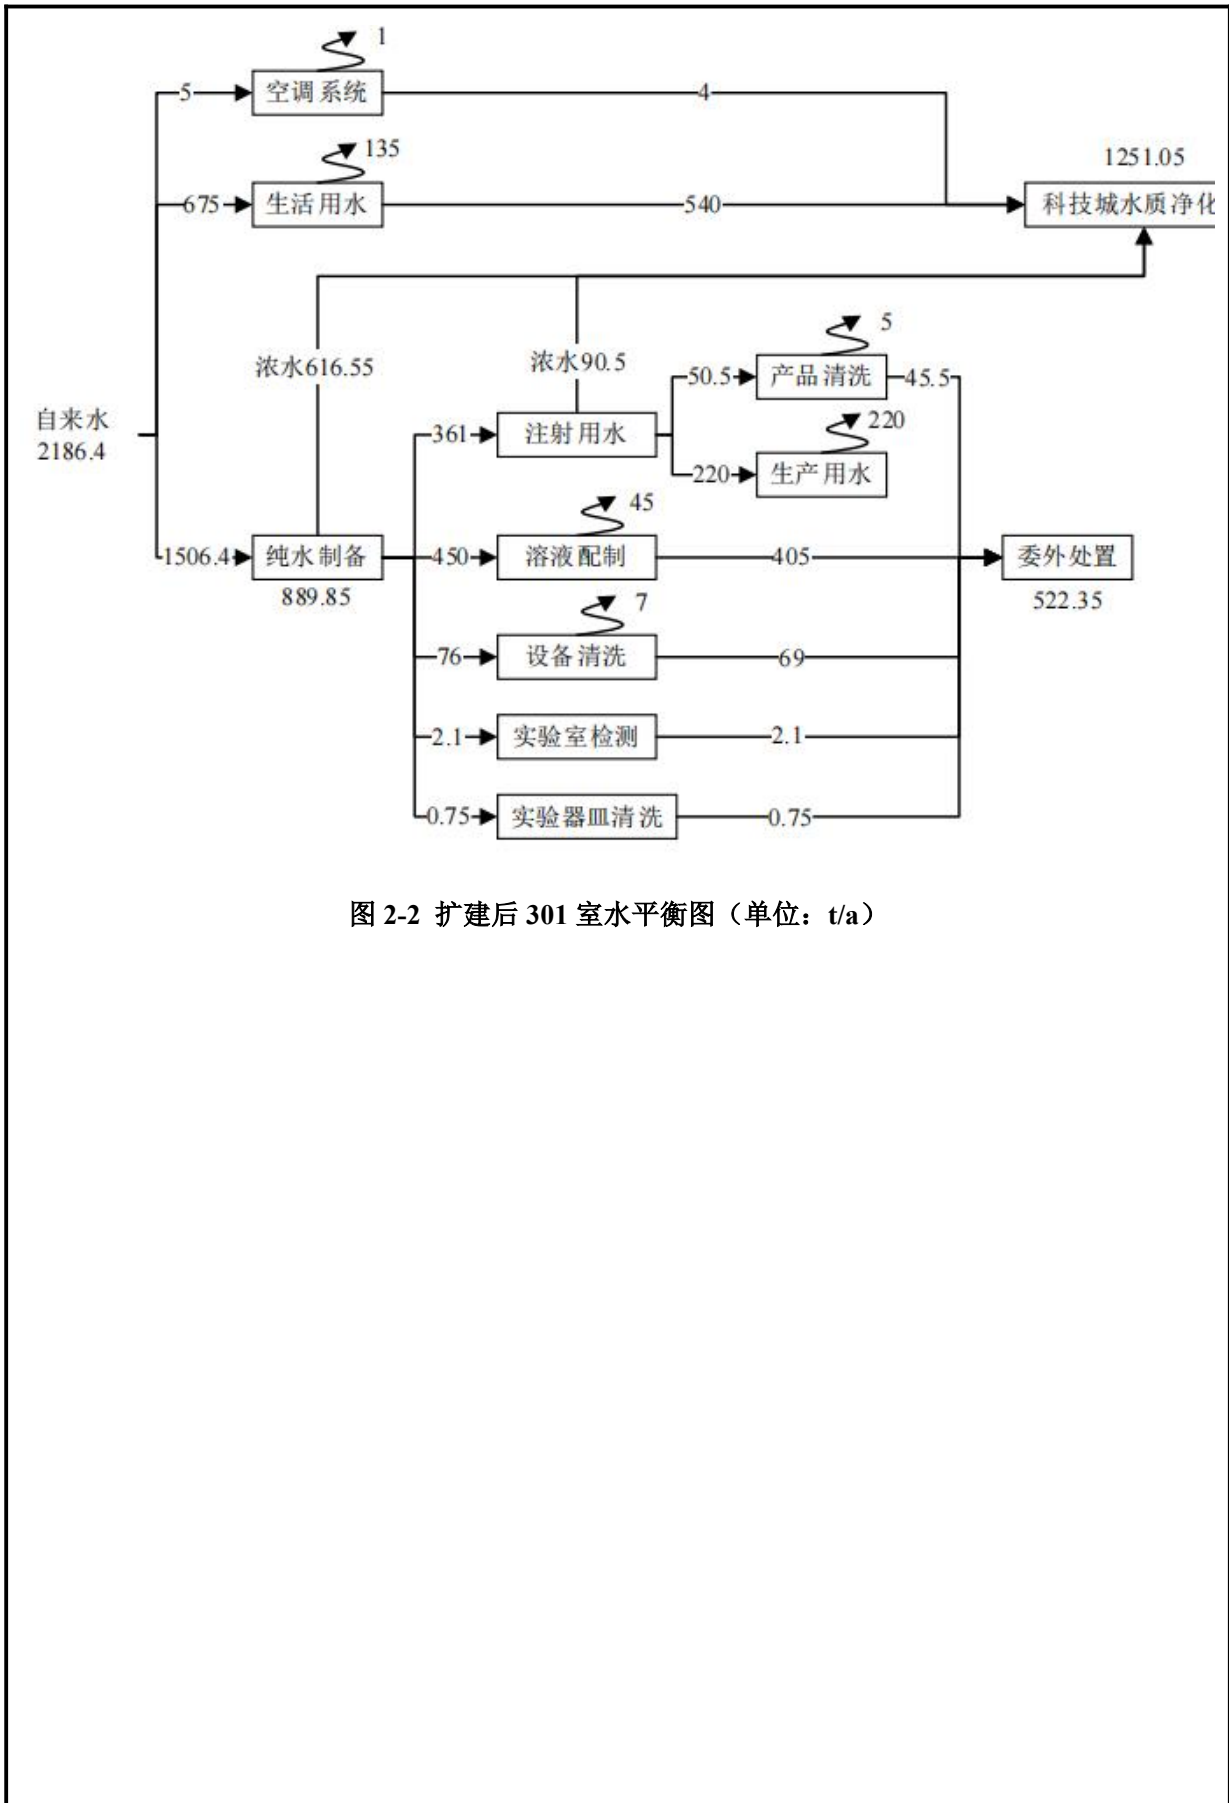 1
5
空调系统
4
135
1251.05
675
生活用水
540
科技城水质净化
5
浓水616.55
浓水90.5
50.5
产品清洗
45.5
自来水
2186.4
220
361
注射用水
220
生产用水
45
1506.4
纯水制备
450
溶液配制
405
委外处置
889.85
7
522.35
76
设备清洗
69
2.1
实验室检测
2.1
0.75
实验器皿清洗
0.75
图 2-2 扩建后 301 室水平衡图（单位：t/a）